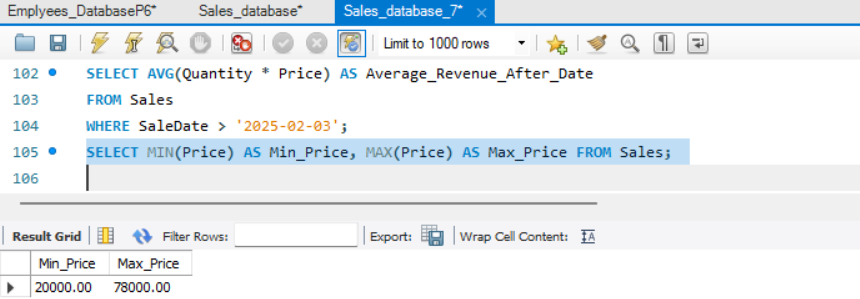 Emplyees_DatabaseP6* Sales_database* Sales_database_7* ×
Limit to 1000 rows
102 SELECT AVG(Quantity * Price) AS Average_Revenue_After_Date
103 FROM Sales
104 WHERE SaleDate > '2025-02-03';
105 SELECT MIN(Price) AS Min_Price, MAX(Price) AS Max_Price FROM Sales;
106
Result Grid Filter Rows: Export: Wrap Cell Content: IA
Min_Price Max_Price
20000.00 78000.00